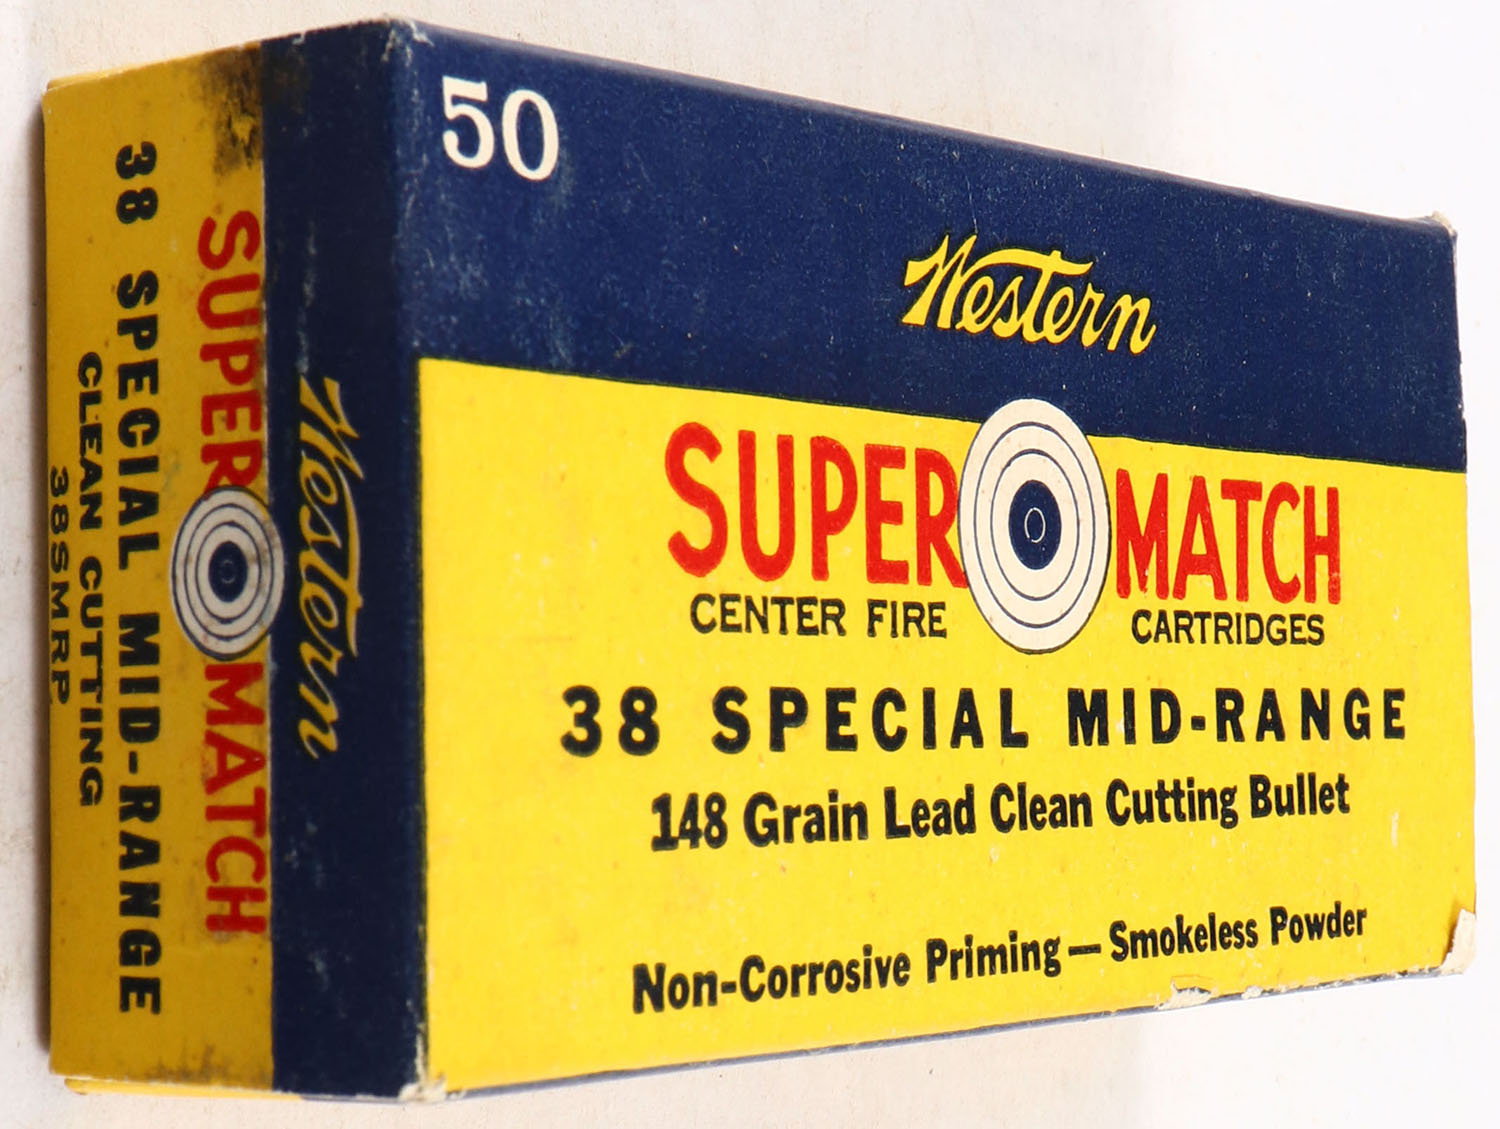 50
Western
SUPER MATCH
CENTER FIRE CARTRIDGES
38 SPECIAL MID-RANGE
148 Grain Lead Clean Cutting Bullet
Non-Corrosive Priming — Smokeless Powder
Western
SUPER MATCH
38 SPECIAL MID-RANGE
CLEAN CUTTING
38SMRP